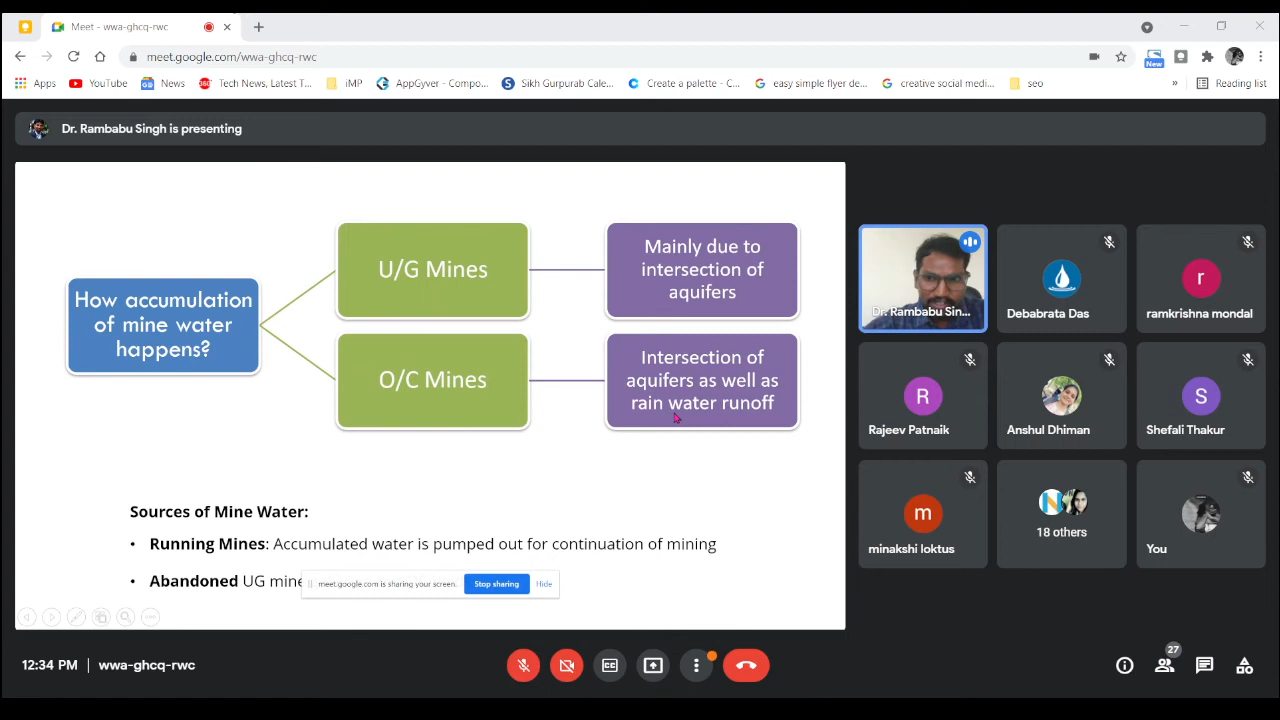 Meet - wwa-ghcq-rwc
meet.google.com/wwa-ghcq-rwc
New
Apps
YouTube
News
Tech News, Latest T...
iMP
AppGyver - Compo...
Sikh Gurpurab Cale...
Create a palette - C...
easy simple flyer de...
creative social medi...
seo
»
Reading list
Dr. Rambabu Singh is presenting
How accumulation
of mine water
happens?
U/G Mines
Mainly due to
intersection of
aquifers
O/C Mines
Intersection of
aquifers as well as
rain water runoff
Sources of Mine Water:
• Running Mines: Accumulated water is pumped out for continuation of mining
• Abandoned UG mine
meet.google.com is sharing your screen.
Stop sharing
Hide
Dr. Rambabu Sin...
Debabrata Das
r
ramkrishna mondal
R
Rajeev Patnaik
Anshul Dhiman
S
Shefali Thakur
m
minakshi loktus
N
18 others
You
12:34 PM | wwa-ghcq-rwc
27